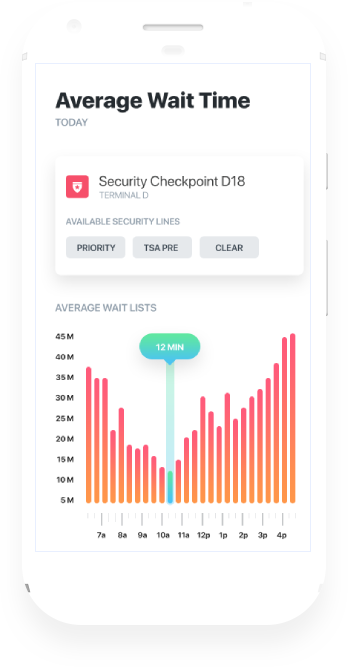 Average Wait Time
TODAY
Security Checkpoint D18
TERMINAL D
AVAILABLE SECURITY LINES
PRIORITY TSA PRE CLEAR
AVERAGE WAIT LISTS
45 M
12 MIN
40 M
35 M
30 M
25 M
20 M
15 M
10 M
5 M
7a 8a 9a 10a 11a 12p 1p 2p 3p 4p